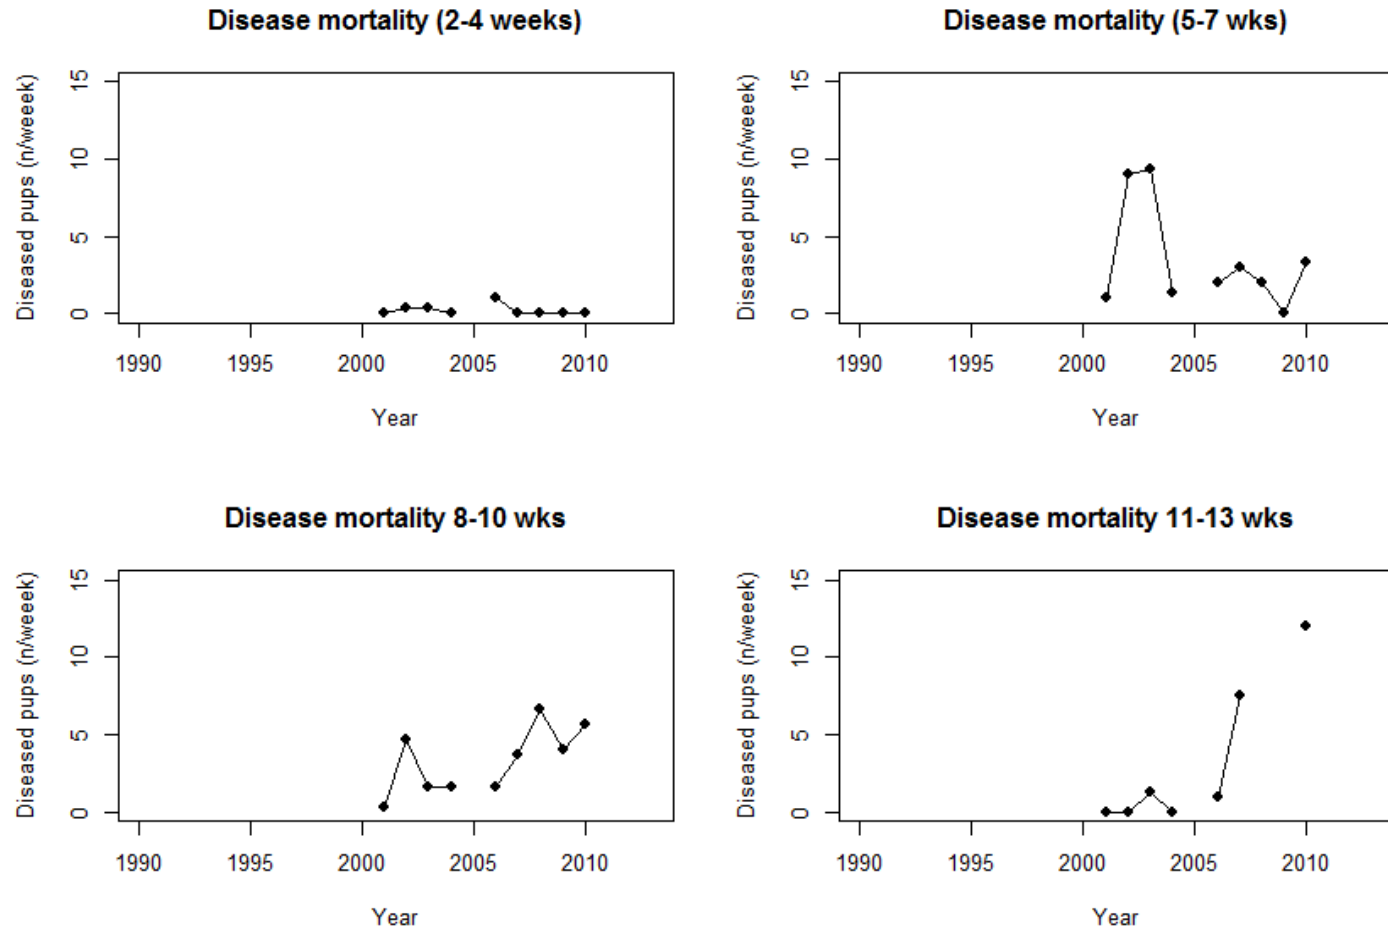 Disease mortality (2-4 weeks)
Diseased pups (n/weeek)
15
10
5
0
1990 1995 2000 2005 2010
Year
Disease mortality (5-7 wks)
Diseased pups (n/weeek)
15
10
5
0
1990 1995 2000 2005 2010
Year
Disease mortality 8-10 wks
Diseased pups (n/weeek)
15
10
5
0
1990 1995 2000 2005 2010
Year
Disease mortality 11-13 wks
Diseased pups (n/weeek)
15
10
5
0
1990 1995 2000 2005 2010
Year